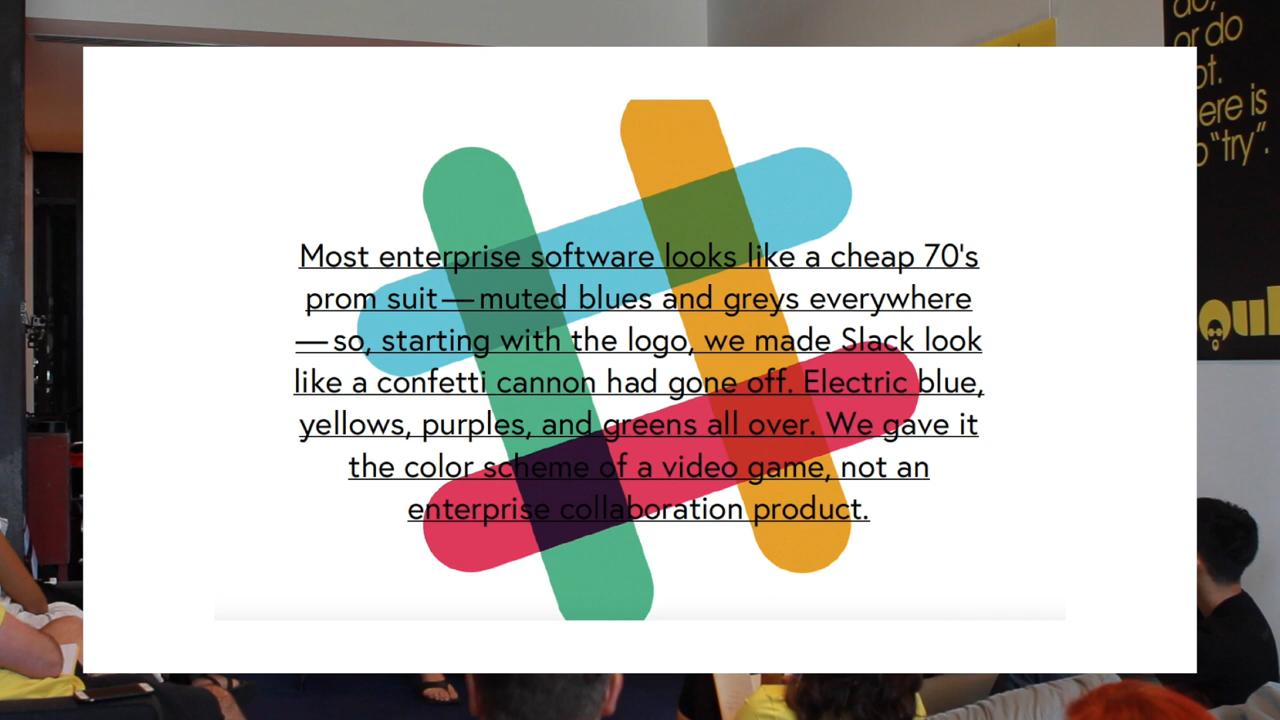 Most enterprise software looks like a cheap 70's
prom suit — muted blues and greys everywhere
— so, starting with the logo, we made Slack look
like a confetti cannon had gone off. Electric blue,
yellows, purples, and greens all over. We gave it
the color scheme of a video game, not an
enterprise collaboration product.
do,
or do
ere is
"try".